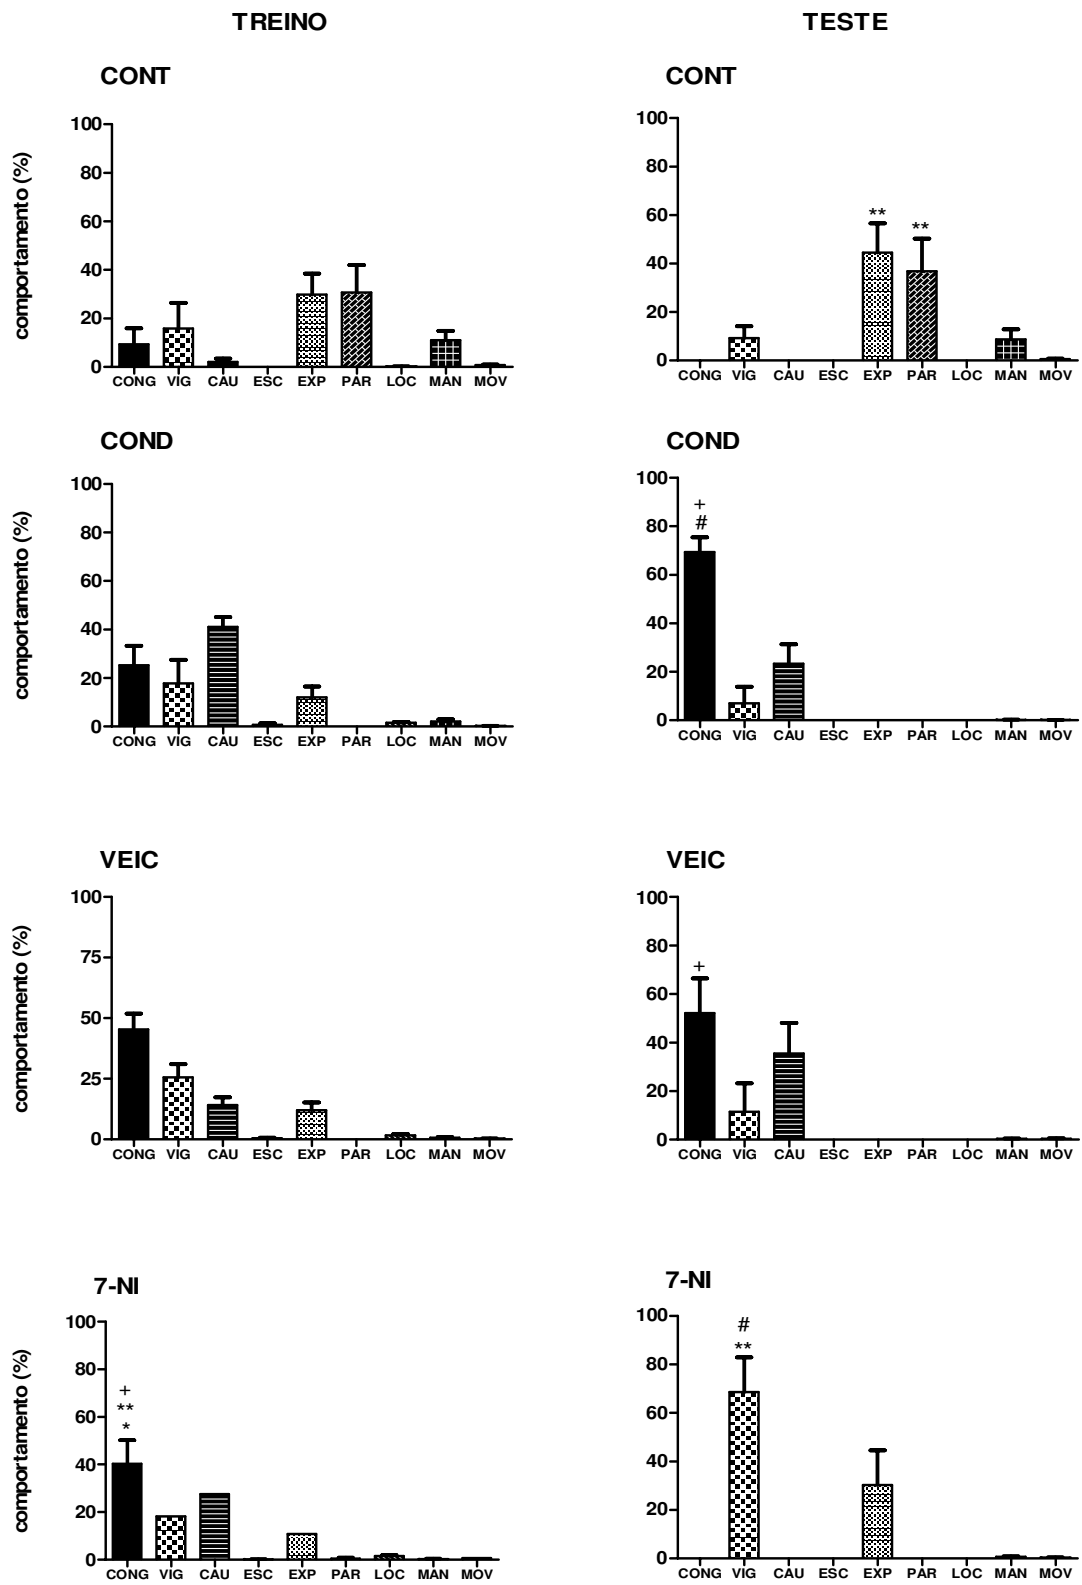 TREINO
TESTE
CONT
CONT
comportamento (%)
100
80
60
40
20
0
CONG VIG CAU ESC EXP PAR LOC MAN MOV
100
80
60
40
20
0
** **
CONG VIG CAU ESC EXP PAR LOC MAN MOV
COND
COND
comportamento (%)
100
80
60
40
20
0
CONG VIG CAU ESC EXP PAR LOC MAN MOV
100
80
60
40
20
0
+
#
CONG VIG CAU ESC EXP PAR LOC MAN MOV
VEIC
VEIC
comportamento (%)
100
75
50
25
0
CONG VIG CAU ESC EXP PAR LOC MAN MOV
100
80
60
40
20
0
+
CONG VIG CAU ESC EXP PAR LOC MAN MOV
7-NI
7-NI
comportamento (%)
100
80
60
40
20
0
+
**
*
CONG VIG CAU ESC EXP PAR LOC MAN MOV
100
80
60
40
20
0
#
**
CONG VIG CAU ESC EXP PAR LOC MAN MOV